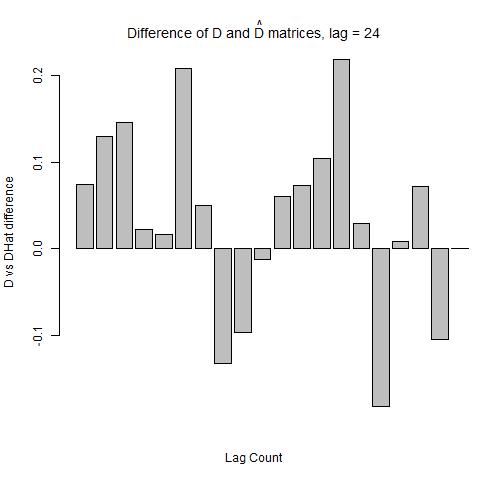 Difference of D and D̂ matrices, lag = 24
D vs DHat difference
0.2
0.1
0.0
-0.1
Lag Count